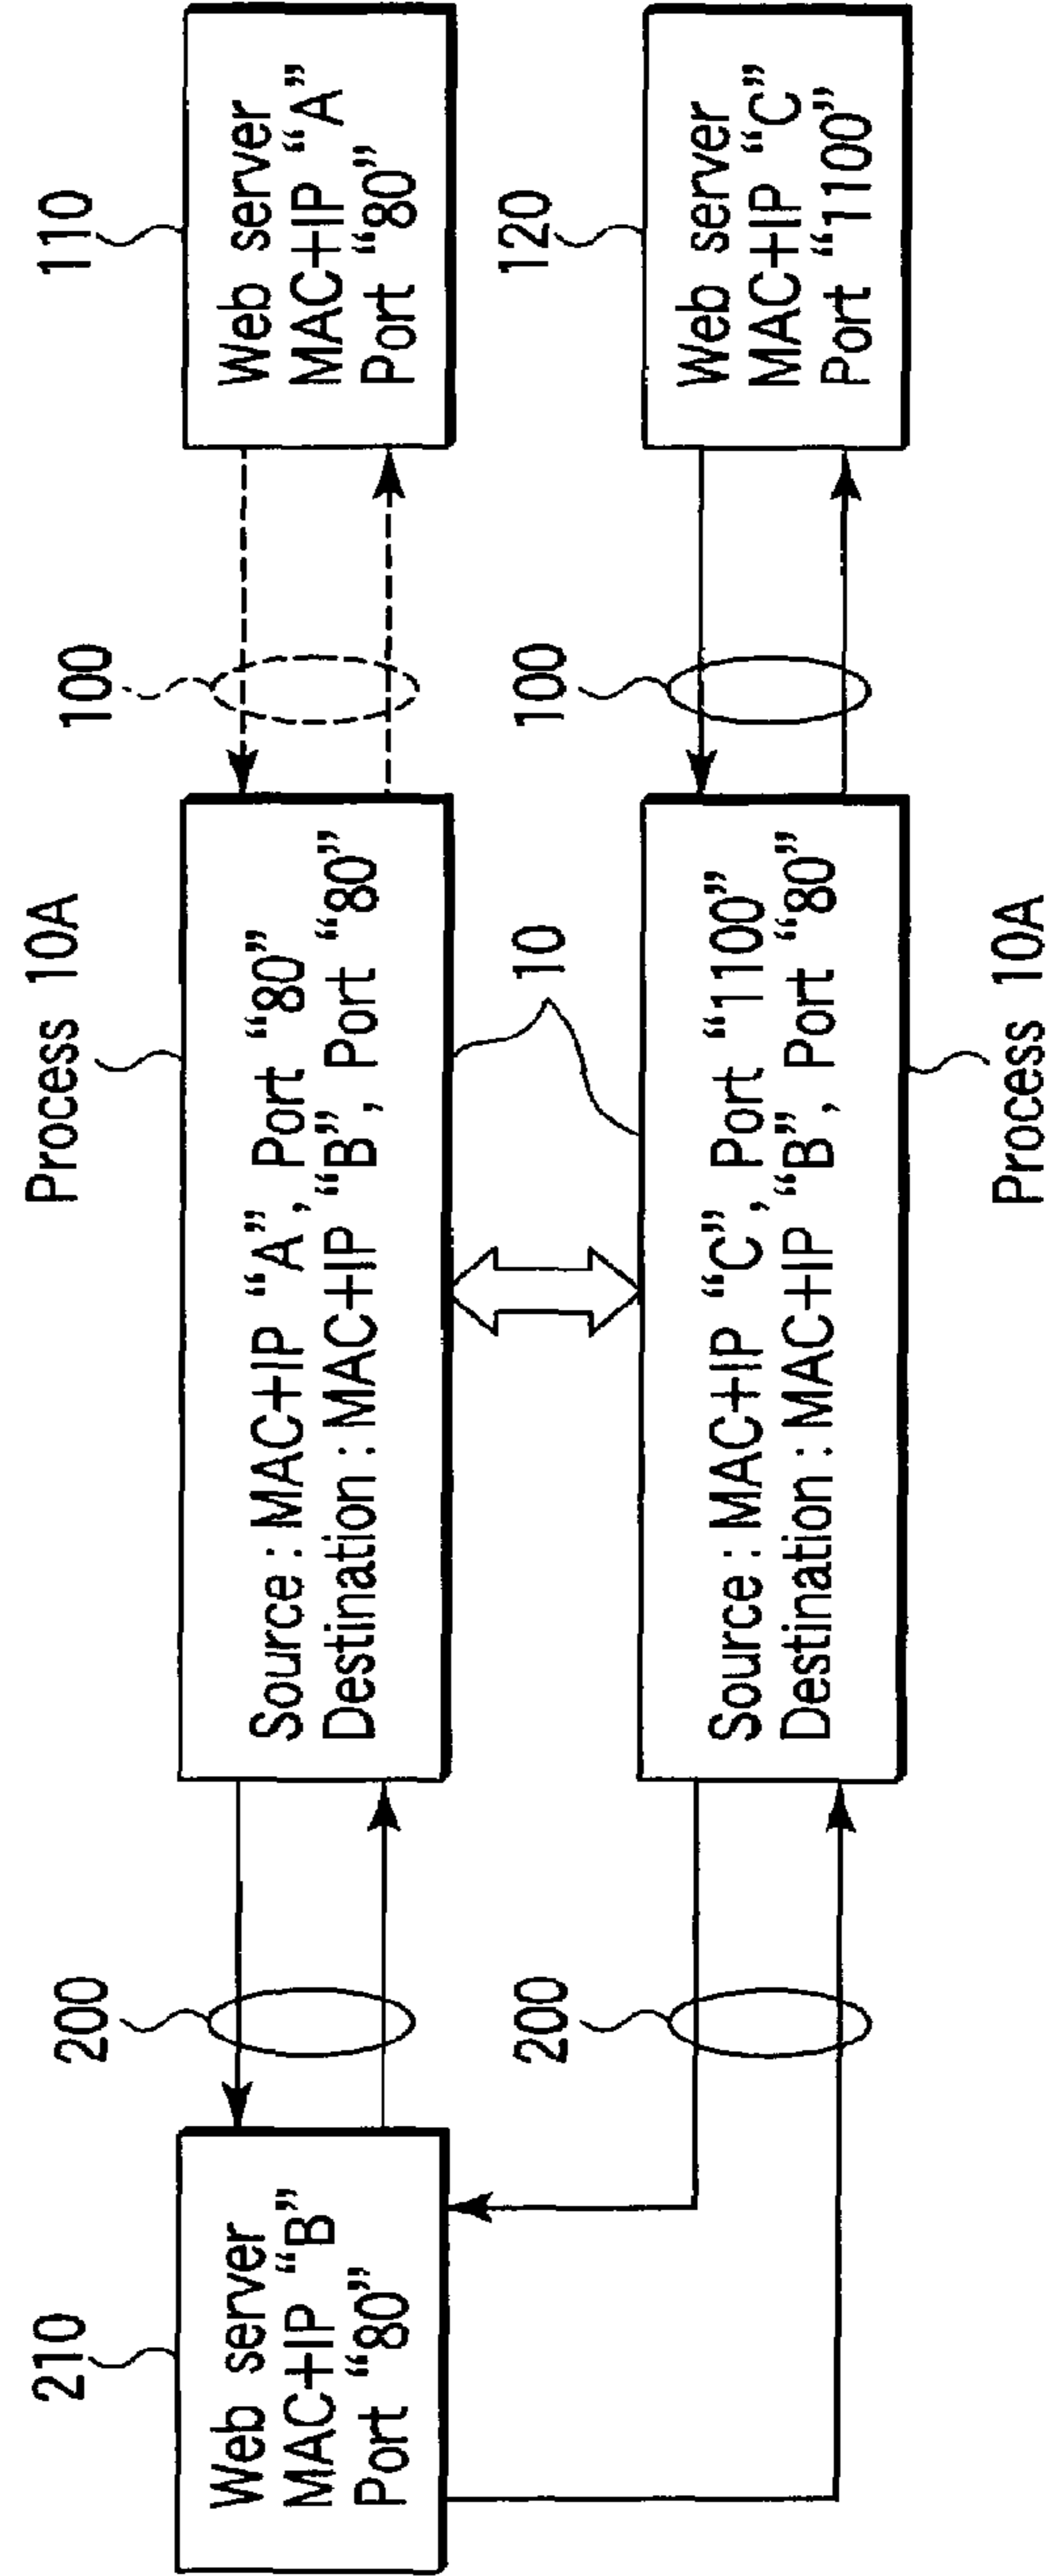 210
Web server
MAC+IP “B”
Port “80”
200
200
Process 10A
Source : MAC+IP “A”, Port “80”
Destination : MAC+IP “B”, Port “80”
10
Source : MAC+IP “C”, Port “1100”
Destination : MAC+IP “B”, Port “80”
Process 10A
100
100
110
Web server
MAC+IP “A”
Port “80”
120
Web server
MAC+IP “C”
Port “1100”